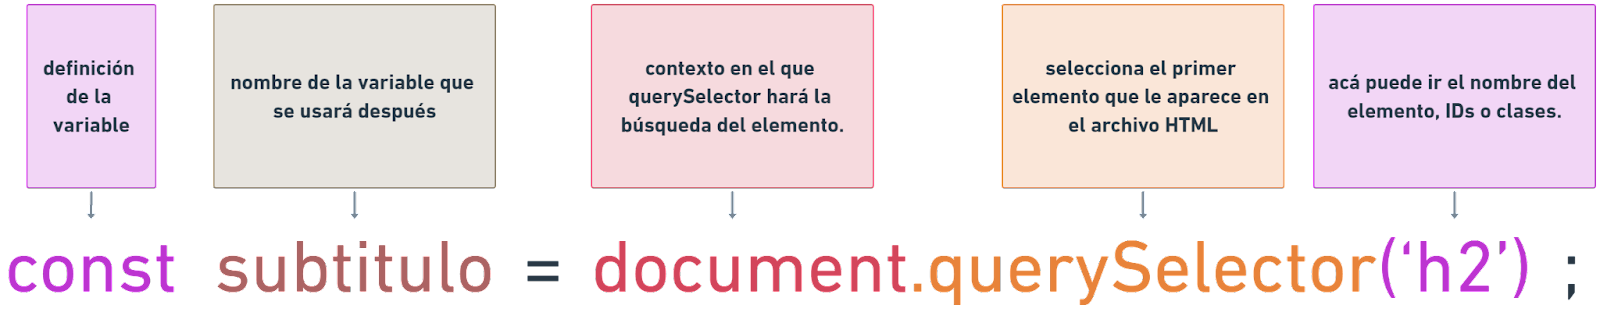 definición
de la
variable
nombre de la variable que
se usará después
contexto en el que
querySelector hará la
búsqueda del elemento.
selecciona el primer
elemento que le aparece en
el archivo HTML
acá puede ir el nombre del
elemento, IDs o clases.
const subtitulo = document.querySelector(‘h2’) ;